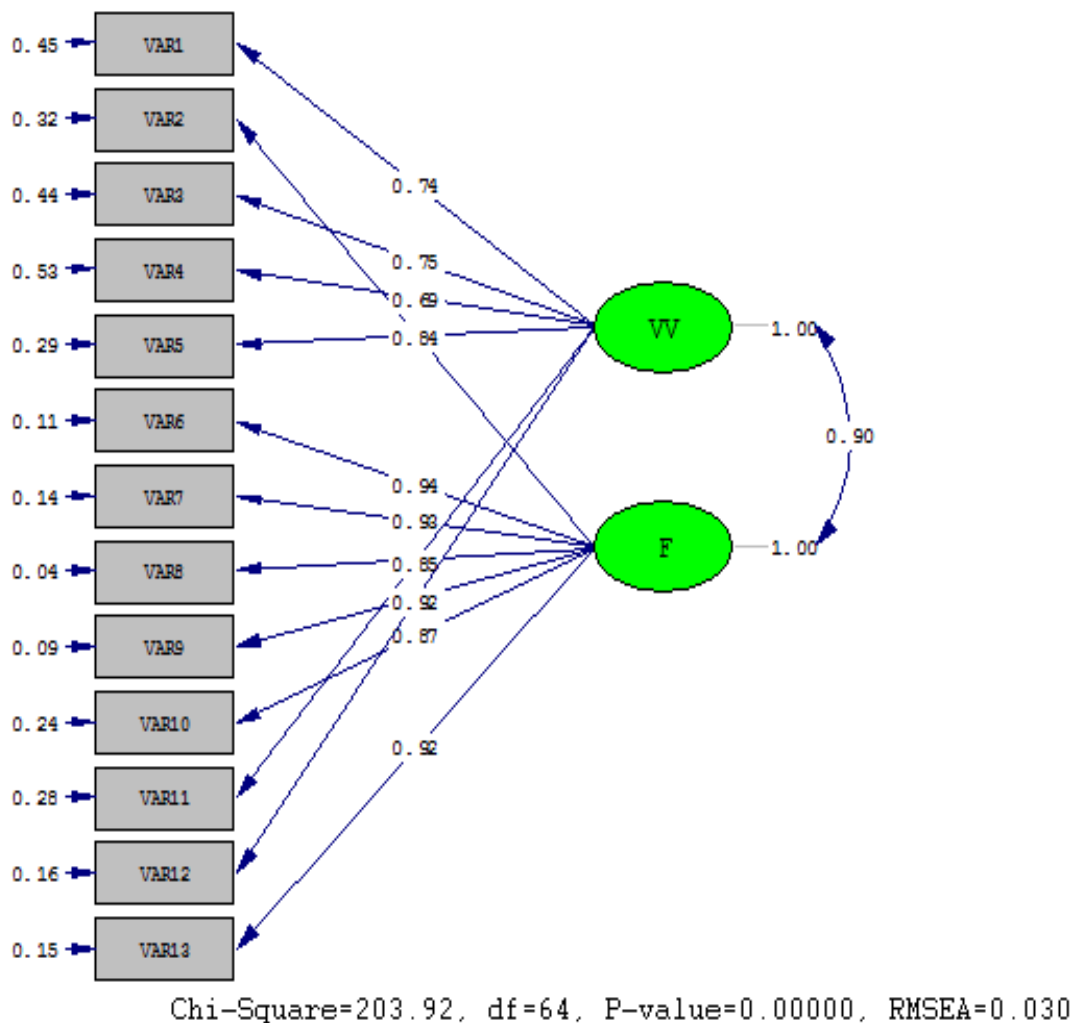 0.45 VAR1
0.32 VAR2
0.44 VAR3
0.74
0.75
0.53 VAR4
0.69
VV 1.00
0.29 VAR5
0.84
0.11 VAR6
0.90
0.94
0.14 VAR7
0.93
F 1.00
0.04 VAR8
0.85
0.92
0.09 VAR9
0.87
0.24 VAR10
0.92
0.28 VAR11
0.16 VAR12
0.15 VAR13
Chi-Square=203.92, df=64, P-value=0.00000, RMSEA=0.030